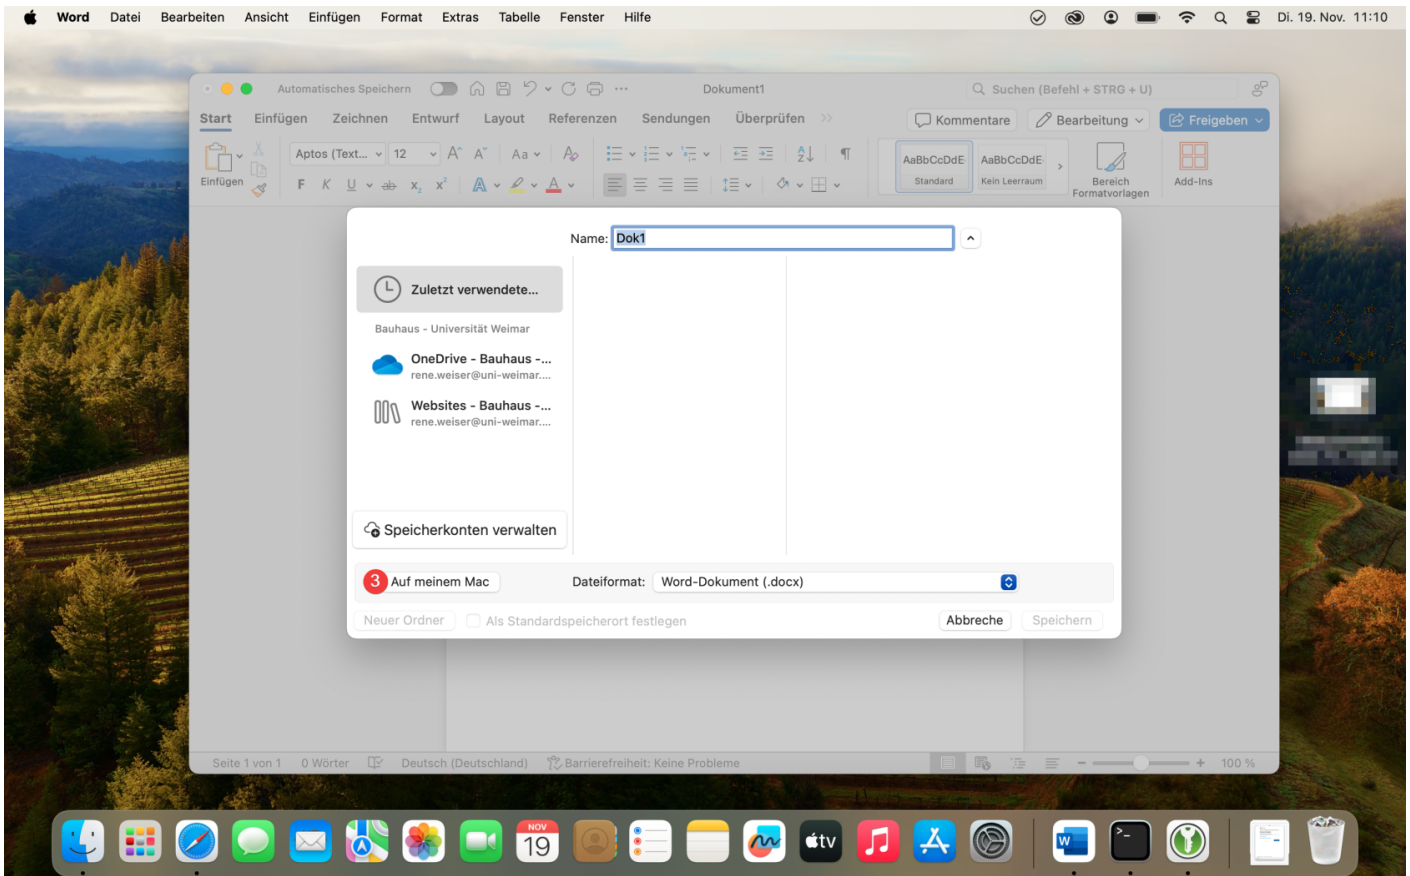 Word Datei Bearbeiten Ansicht Einfügen Format Extras Tabelle Fenster Hilfe Di. 19. Nov. 11:10
Automatisches Speichern Dokument1 Suchen (Befehl + STRG + U)
Start Einfügen Zeichnen Entwurf Layout Referenzen Sendungen Überprüfen Kommentare Bearbeitung Freigeben
Aptos (Text... 12 A A Aa A
AaBbCcDdE AaBbCcDdE
Einfügen F K U ab x₂ x² A A Standard Kein Leerraum Bereich Formatvorlagen Add-Ins
Name: Dok1
Zuletzt verwendete...
Bauhaus - Universität Weimar
OneDrive - Bauhaus -...
rene.weiser@uni-weimar....
Websites - Bauhaus -...
rene.weiser@uni-weimar....
Speicherkonten verwalten
3 Auf meinem Mac Dateiformat: Word-Dokument (.docx)
Neuer Ordner Als Standardspeicherort festlegen Abbreche Speichern
Seite 1 von 1 0 Wörter Deutsch (Deutschland) Barrierefreiheit: Keine Probleme 100 %
NOV
19
tv
W